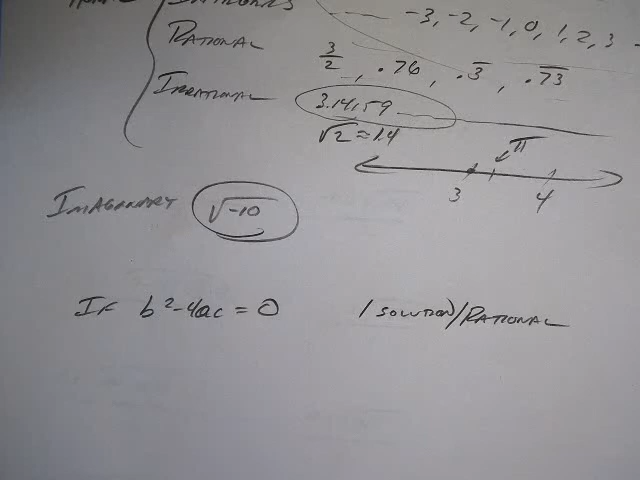 -3, -2, -1, 0, 1, 2, 3
RATIONAL 3/2, .76, .3̅, .7̅3̅
IRRATIONAL 3.14159
√2 ≈ 1.4
π
3 4
IMAGINARY √-10
IF b²-4ac = 0 1 SOLUTION/RATIONAL